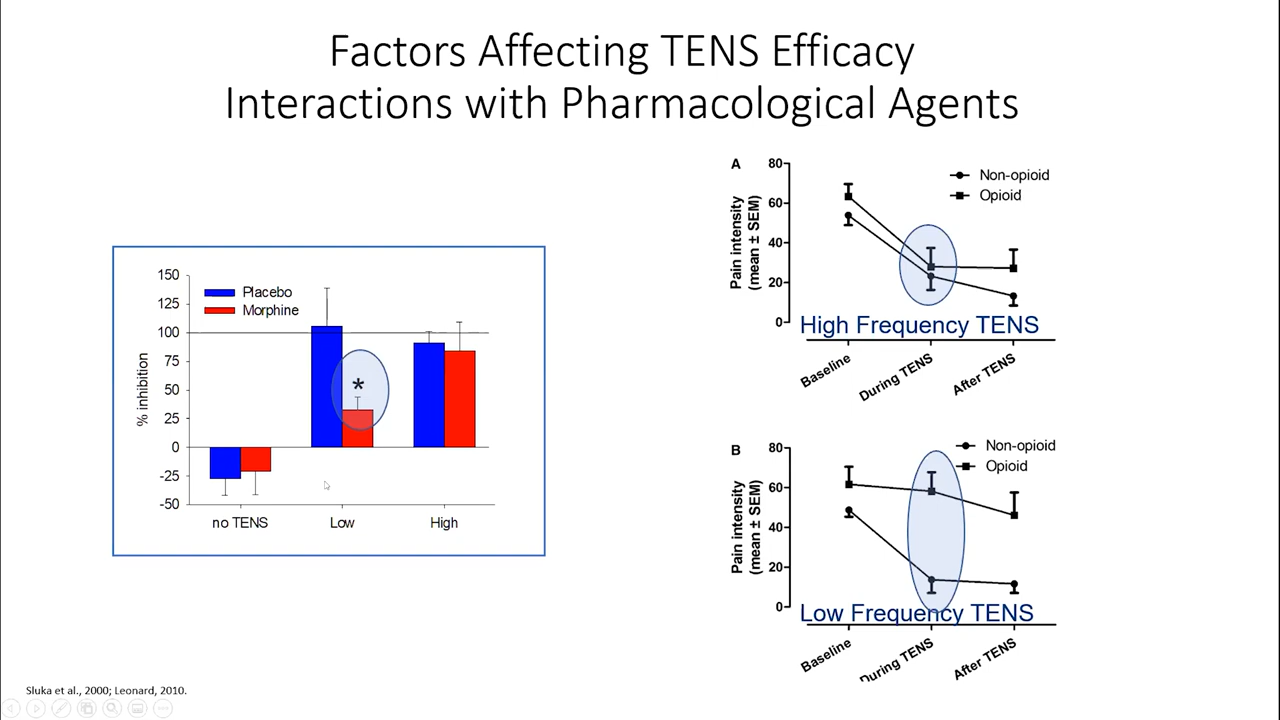 Factors Affecting TENS Efficacy
Interactions with Pharmacological Agents
150
125
100
75
50
25
0
-25
-50
% inhibition
Placebo
Morphine
*
no TENS
Low
High
A
80
60
40
20
0
Pain intensity
(mean ± SEM)
Non-opioid
Opioid
High Frequency TENS
Baseline
During TENS
After TENS
B
80
60
40
20
0
Pain intensity
(mean ± SEM)
Non-opioid
Opioid
Low Frequency TENS
Baseline
During TENS
After TENS
Sluka et al., 2000; Leonard, 2010.